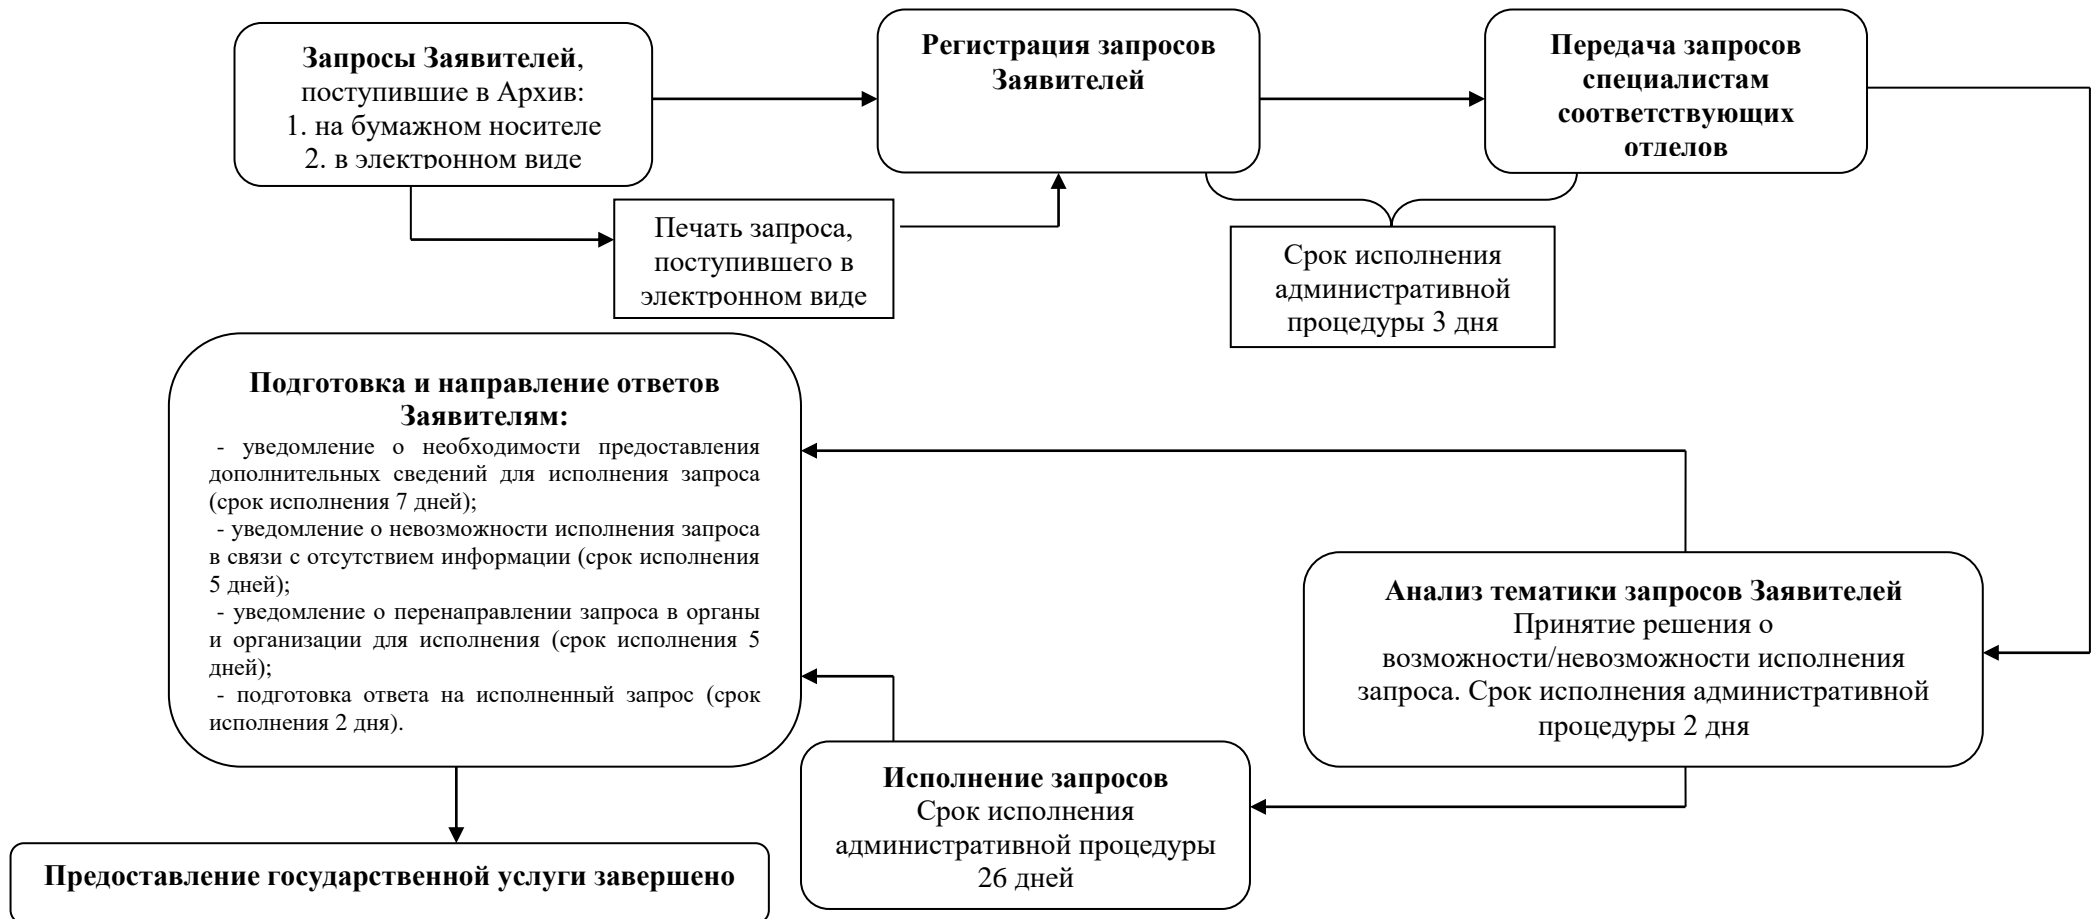 Запросы Заявителей,
поступившие в Архив:
1. на бумажном носителе
2. в электронном виде
Регистрация запросов
Заявителей
Передача запросов
специалистам
соответствующих
отделов
Печать запроса,
поступившего в
электронном виде
Срок исполнения
административной
процедуры 3 дня
Подготовка и направление ответов
Заявителям:
- уведомление о необходимости предоставления
дополнительных сведений для исполнения запроса
(срок исполнения 7 дней);
- уведомление о невозможности исполнения запроса
в связи с отсутствием информации (срок исполнения
5 дней);
- уведомление о перенаправлении запроса в органы
и организации для исполнения (срок исполнения 5
дней);
- подготовка ответа на исполненный запрос (срок
исполнения 2 дня).
Анализ тематики запросов Заявителей
Принятие решения о
возможности/невозможности исполнения
запроса. Срок исполнения административной
процедуры 2 дня
Исполнение запросов
Срок исполнения
административной процедуры
26 дней
Предоставление государственной услуги завершено